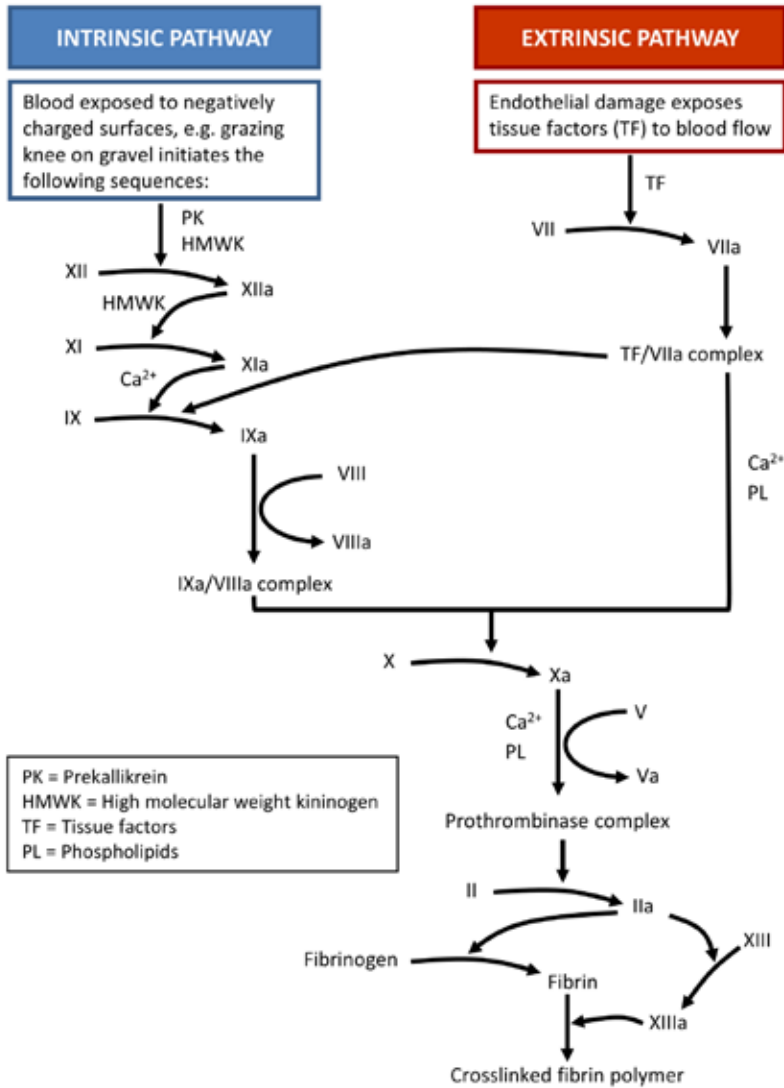 INTRINSIC PATHWAY
EXTRINSIC PATHWAY
Blood exposed to negatively
charged surfaces, e.g. grazing
knee on gravel initiates the
following sequences:
Endothelial damage exposes
tissue factors (TF) to blood flow
TF
PK
HMWK
VII
VIIa
XII
XIIa
HMWK
XI
XIa
TF/VIIa complex
Ca²⁺
IX
IXa
Ca²⁺
PL
VIII
VIIIa
IXa/VIIIa complex
X
Xa
Ca²⁺
PL
V
Va
PK = Prekallikrein
HMWK = High molecular weight kininogen
TF = Tissue factors
PL = Phospholipids
Prothrombinase complex
II
IIa
XIII
Fibrinogen
Fibrin
XIIIa
Crosslinked fibrin polymer